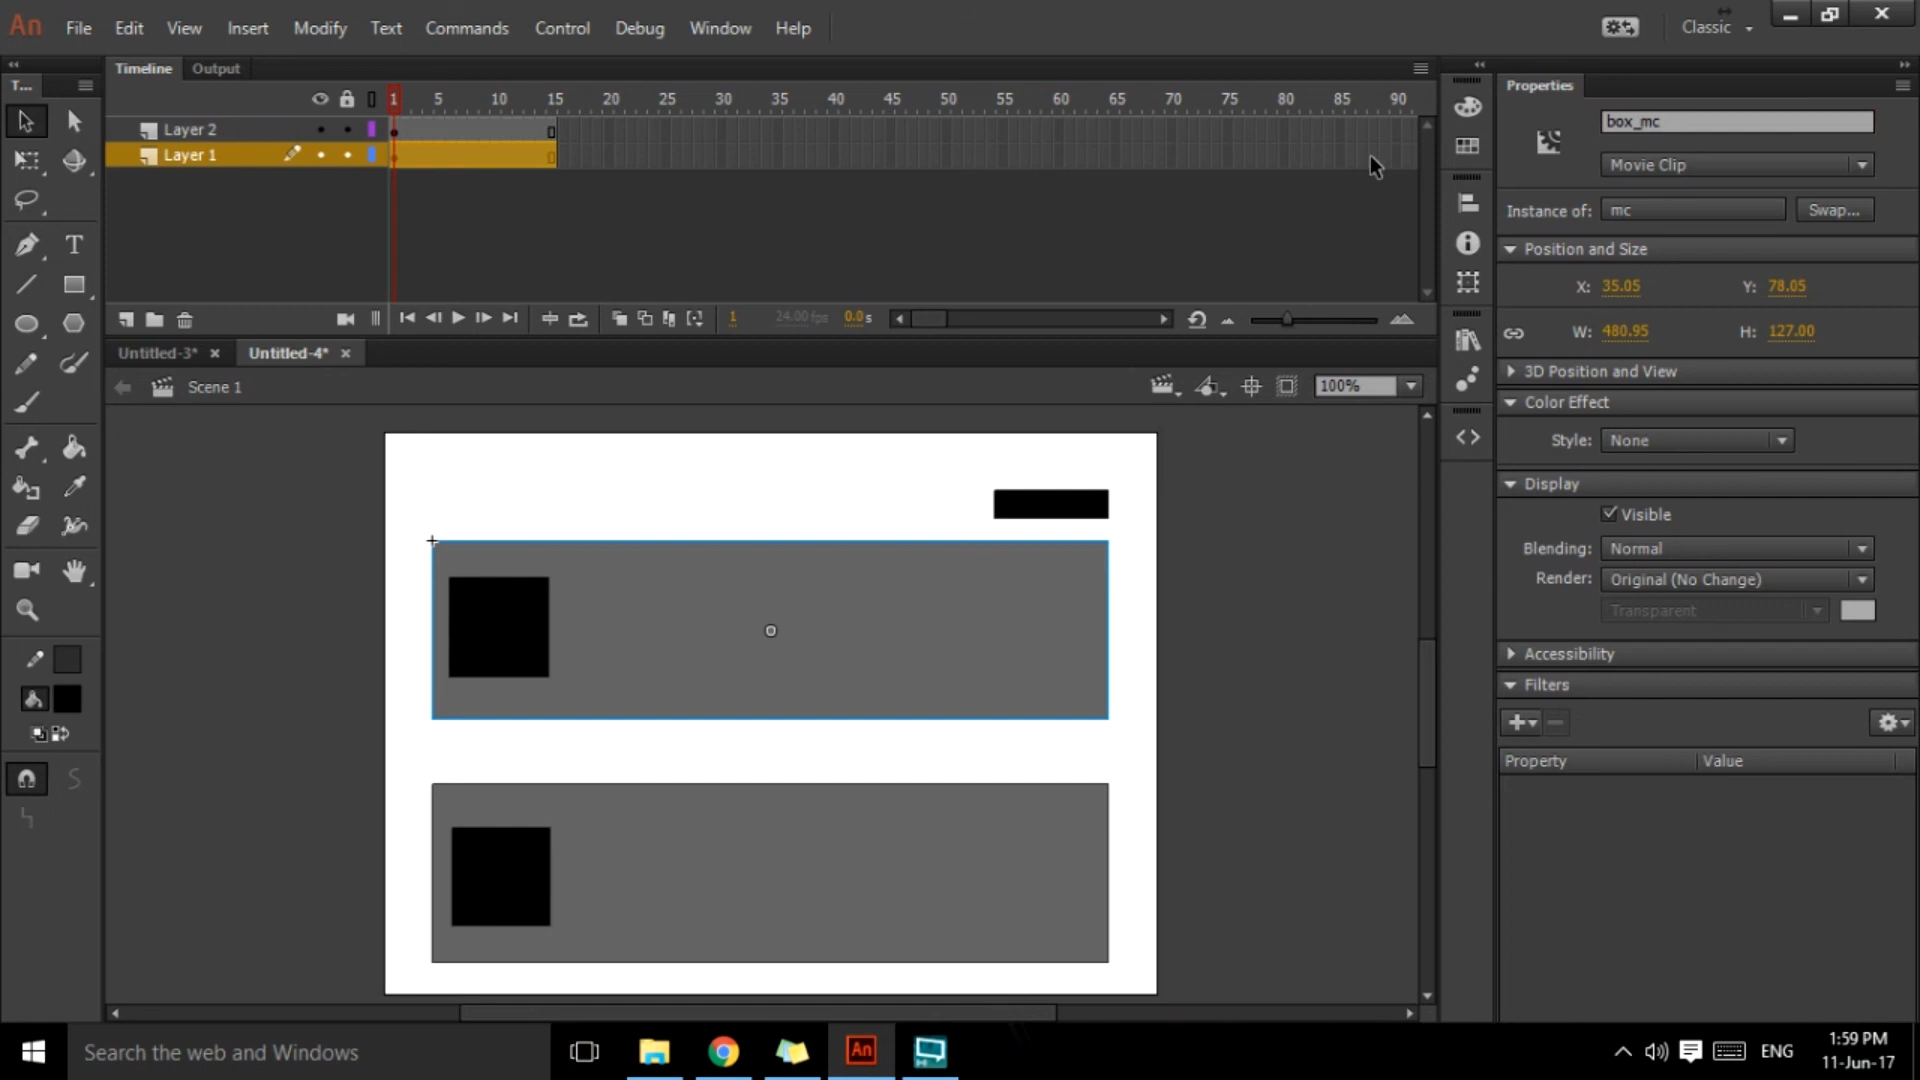 An File Edit View Insert Modify Text Commands Control Debug Window Help Classic
Timeline Output
T...
Properties
1 5 10 15 20 25 30 35 40 45 50 55 60 65 70 75 80 85 90
box_mc
Layer 2
Layer 1
Movie Clip
Instance of: mc Swap...
T
Position and Size
X: 35.05 Y: 78.05
1 24.00 fps 0.0 s
W: 480.95 H: 127.00
Untitled-3* × Untitled-4* ×
3D Position and View
Scene 1 100%
Color Effect
Style: None
Display
Visible
Blending: Normal
Render: Original (No Change)
Transparent
Accessibility
Filters
Property Value
Search the web and Windows
An
ENG
1:59 PM
11-Jun-17